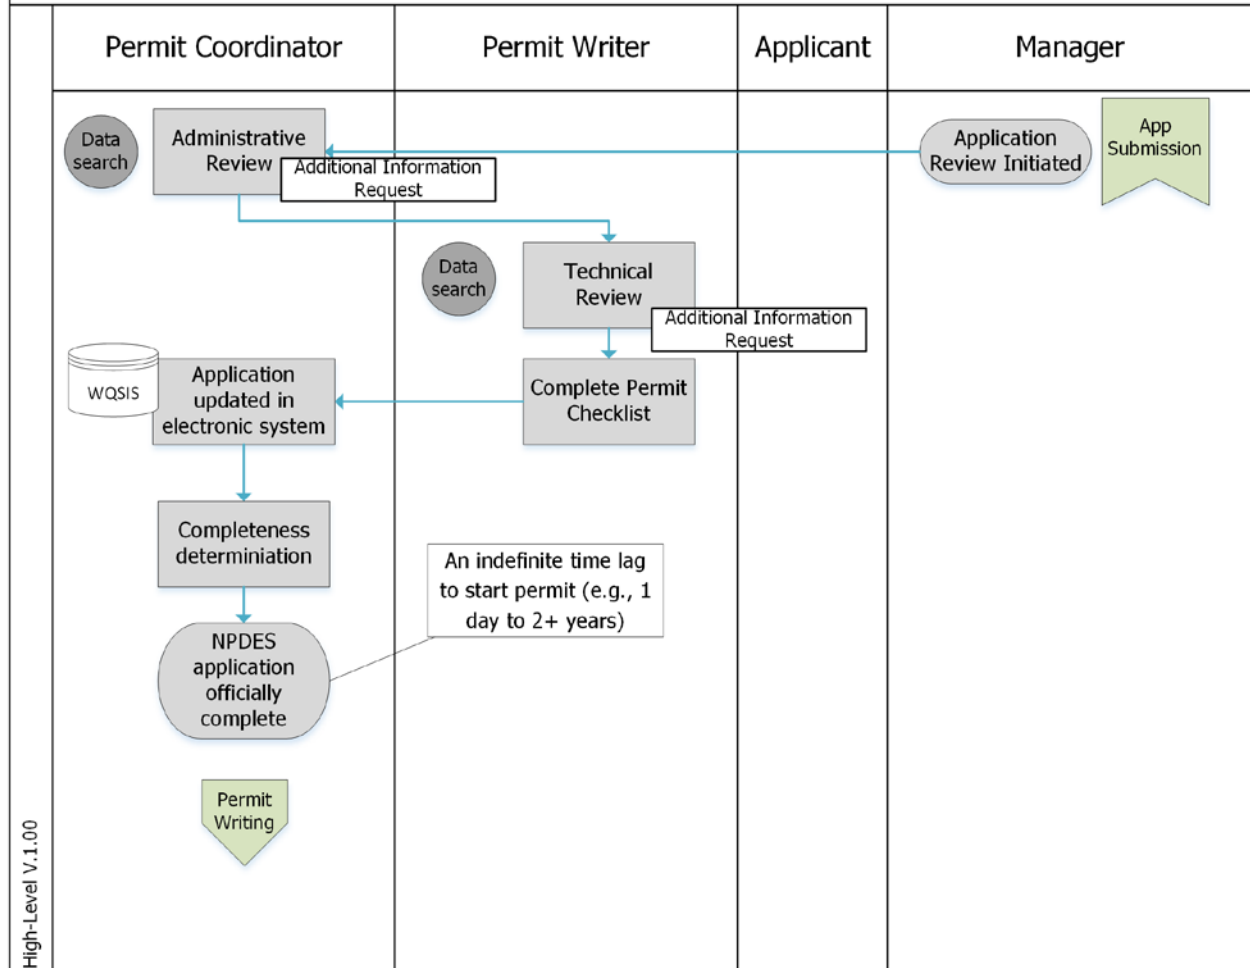 Permit Coordinator
Permit Writer
Applicant
Manager
Data
search
Administrative
Review
Additional Information
Request
Application
Review Initiated
App
Submission
Data
search
Technical
Review
Additional Information
Request
WQSIS
Application
updated in
electronic system
Complete Permit
Checklist
Completeness
determiniation
An indefinite time lag
to start permit (e.g., 1
day to 2+ years)
NPDES
application
officially
complete
Permit
Writing
High-Level V.1.00